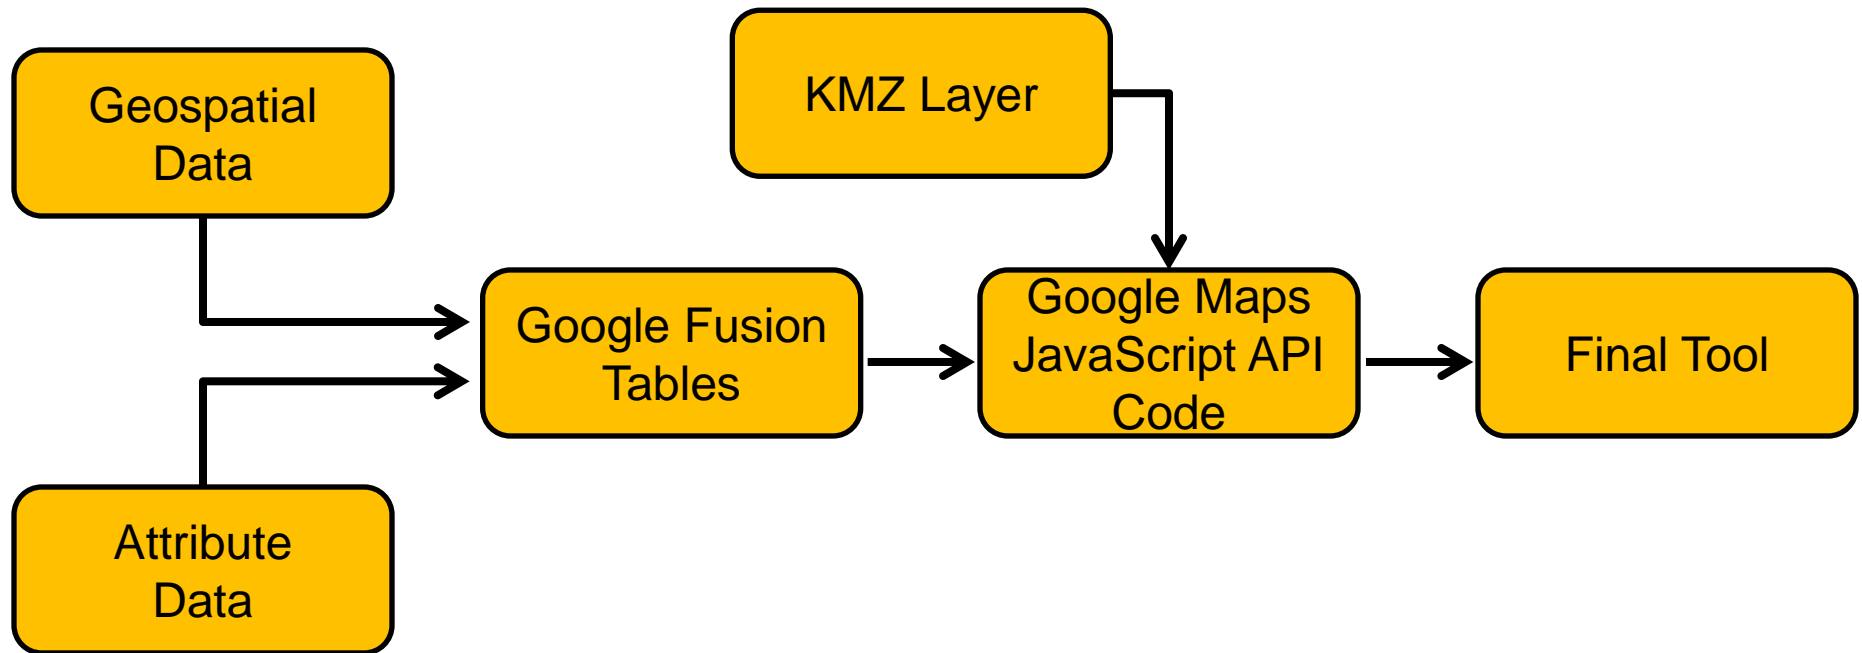 Geospatial
Data
KMZ Layer
Google Fusion
Tables
Google Maps
JavaScript API
Code
Final Tool
Attribute
Data